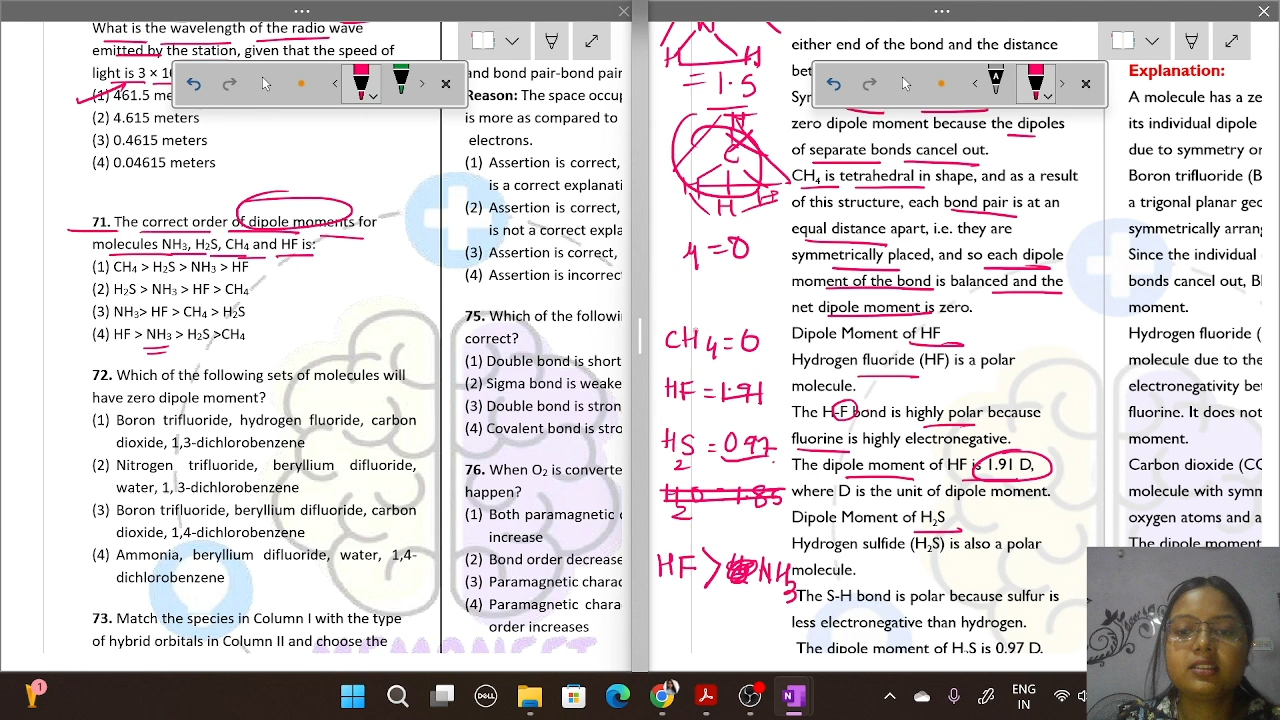 What is the wavelength of the radio wave
emitted by the station, given that the speed of
light is 3 × 10
(1) 461.5 me
(2) 4.615 meters
(3) 0.4615 meters
(4) 0.04615 meters
71. The correct order of dipole moments for
molecules NH₃, H₂S, CH₄ and HF is:
(1) CH₄ > H₂S > NH₃ > HF
(2) H₂S > NH₃ > HF > CH₄
(3) NH₃> HF > CH₄ > H₂S
(4) HF > NH₃ > H₂S >CH₄
72. Which of the following sets of molecules will
have zero dipole moment?
(1) Boron trifluoride, hydrogen fluoride, carbon
dioxide, 1,3-dichlorobenzene
(2) Nitrogen trifluoride, beryllium difluoride,
water, 1, 3-dichlorobenzene
(3) Boron trifluoride, beryllium difluoride, carbon
dioxide, 1,4-dichlorobenzene
(4) Ammonia, beryllium difluoride, water, 1,4-
dichlorobenzene
73. Match the species in Column I with the type
of hybrid orbitals in Column II and choose the
and bond pair-bond pair
Reason: The space occu
is more as compared to
electrons.
(1) Assertion is correct,
is a correct explanati
(2) Assertion is correct,
is not a correct expla
(3) Assertion is correct,
(4) Assertion is incorrec
75. Which of the followi
correct?
(1) Double bond is short
(2) Sigma bond is weake
(3) Double bond is stron
(4) Covalent bond is stro
76. When O₂ is converte
happen?
(1) Both paramagnetic c
increase
(2) Bond order decrease
(3) Paramagnetic charac
(4) Paramagnetic chara
order increases
H H
= 1.5
H
C
H
μ = 0
CH₄ = 0
HF = 1.91
H₂S = 0.97
H₂O = 1.85
HF > NH₃
either end of the bond and the distance
bet
Sy
zero dipole moment because the dipoles
of separate bonds cancel out.
CH₄ is tetrahedral in shape, and as a result
of this structure, each bond pair is at an
equal distance apart, i.e. they are
symmetrically placed, and so each dipole
moment of the bond is balanced and the
net dipole moment is zero.
Dipole Moment of HF
Hydrogen fluoride (HF) is a polar
molecule.
The H-F bond is highly polar because
fluorine is highly electronegative.
The dipole moment of HF is 1.91 D,
where D is the unit of dipole moment.
Dipole Moment of H₂S
Hydrogen sulfide (H₂S) is also a polar
molecule.
The S-H bond is polar because sulfur is
less electronegative than hydrogen.
The dipole moment of H₂S is 0.97 D.
Explanation:
A molecule has a ze
its individual dipole
due to symmetry or
Boron trifluoride (B
a trigonal planar geo
symmetrically arran
Since the individual
bonds cancel out, B
moment.
Hydrogen fluoride (
molecule due to the
electronegativity be
fluorine. It does not
moment.
Carbon dioxide (CO
molecule with symm
oxygen atoms and a
The dipole moment
1
DELL
ENG
IN